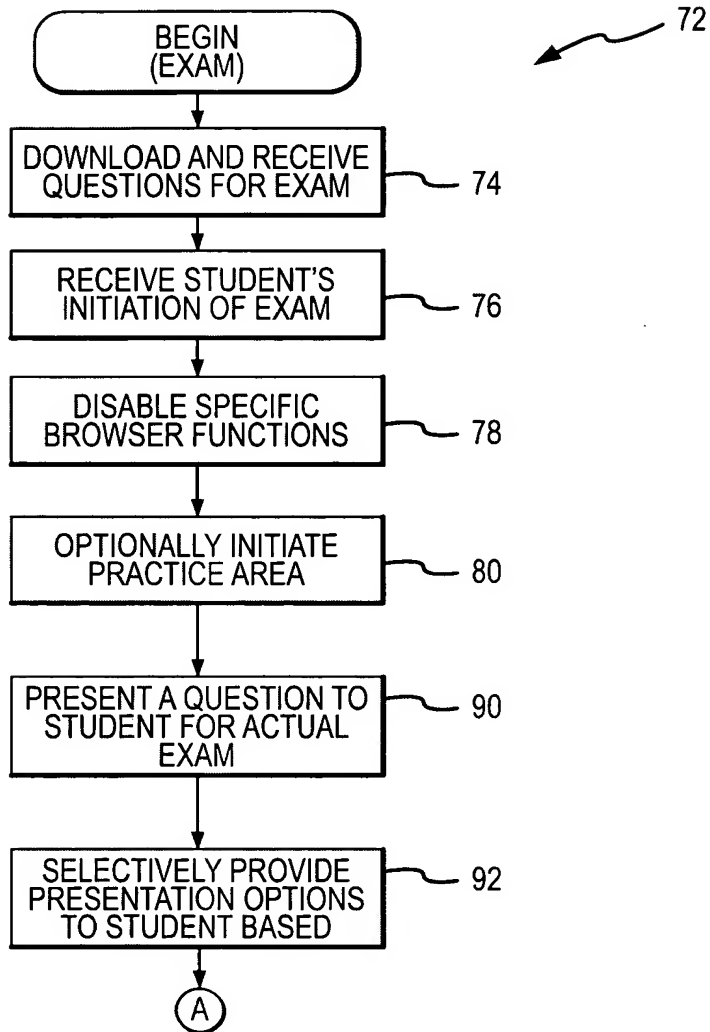 72
BEGIN
(EXAM)
DOWNLOAD AND RECEIVE
QUESTIONS FOR EXAM
74
RECEIVE STUDENT'S
INITIATION OF EXAM
76
DISABLE SPECIFIC
BROWSER FUNCTIONS
78
OPTIONALLY INITIATE
PRACTICE AREA
80
PRESENT A QUESTION TO
STUDENT FOR ACTUAL
EXAM
90
SELECTIVELY PROVIDE
PRESENTATION OPTIONS
TO STUDENT BASED
92
A